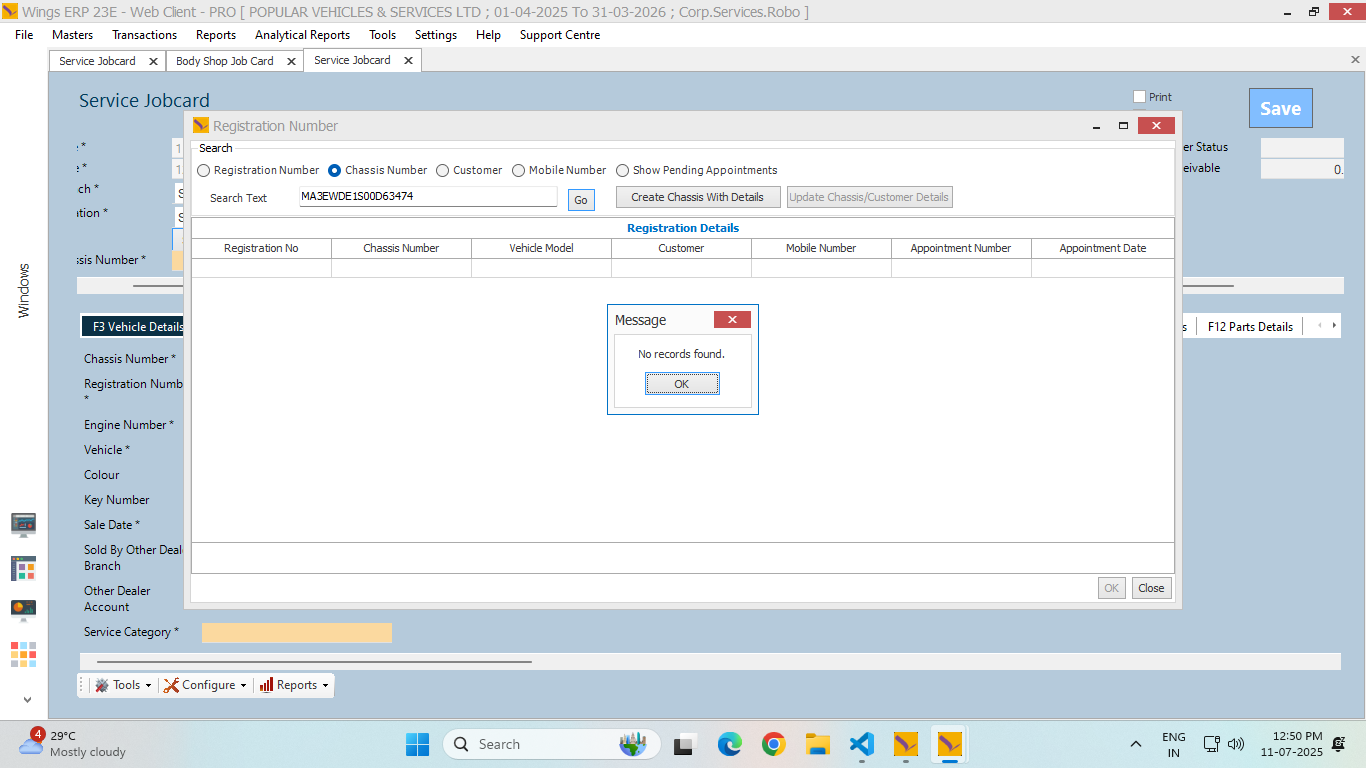 Wings ERP 23E - Web Client - PRO [ POPULAR VEHICLES & SERVICES LTD ; 01-04-2025 To 31-03-2026 ; Corp.Services.Robo ]
File Masters Transactions Reports Analytical Reports Tools Settings Help Support Centre
Service Jobcard Body Shop Job Card Service Jobcard
Service Jobcard
Print
Save
Registration Number
Search
Registration Number Chassis Number Customer Mobile Number Show Pending Appointments
Search Text MA3EWDE1S00D63474 Go Create Chassis With Details Update Chassis/Customer Details
er Status
eivable 0.
ch *
ation *
ssis Number *
Registration Details
Registration No Chassis Number Vehicle Model Customer Mobile Number Appointment Number Appointment Date
Windows
Message
No records found.
OK
F3 Vehicle Details
s F12 Parts Details
Chassis Number *
Registration Numb
*
Engine Number *
Vehicle *
Colour
Key Number
Sale Date *
Sold By Other Deal
Branch
Other Dealer
Account
Service Category *
OK Close
Tools Configure Reports
4
29°C
Mostly cloudy
Search
ENG
IN
12:50 PM
11-07-2025